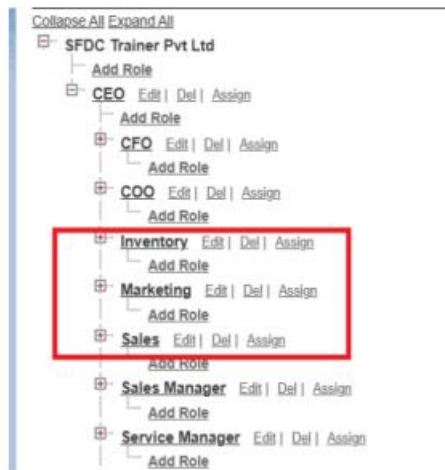 Collapse All Expand All
SFDC Trainer Pvt Ltd
Add Role
CEO Edit | Del | Assign
Add Role
CFO Edit | Del | Assign
Add Role
COO Edit | Del | Assign
Add Role
Inventory Edit | Del | Assign
Add Role
Marketing Edit | Del | Assign
Add Role
Sales Edit | Del | Assign
Add Role
Sales Manager Edit | Del | Assign
Add Role
Service Manager Edit | Del | Assign
Add Role